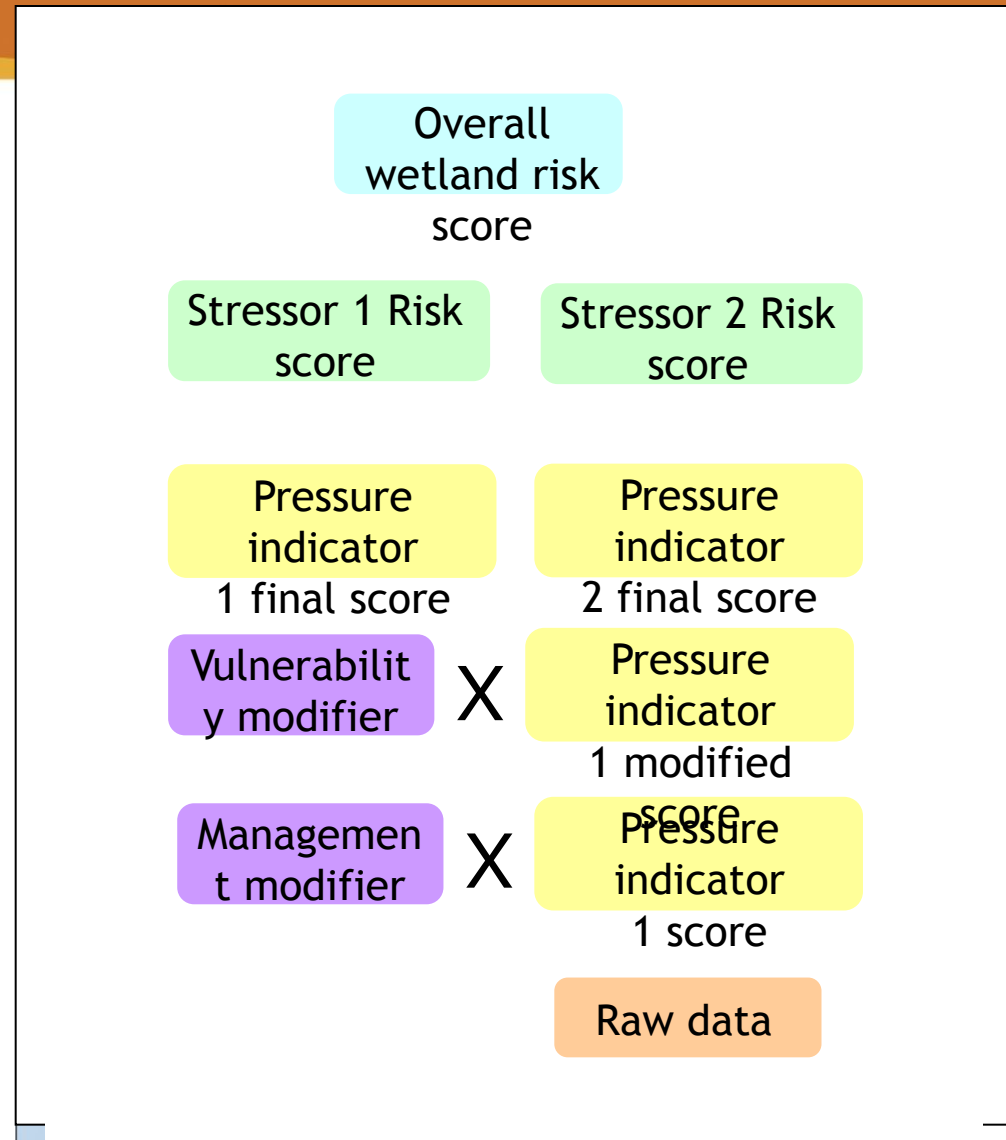 Overall
wetland risk
score
Stressor 1 Risk
score
Stressor 2 Risk
score
Pressure
indicator
1 final score
Pressure
indicator
2 final score
Vulnerabilit
y modifier
X
Pressure
indicator
1 modified
score
Managemen
t modifier
X
Pressure
indicator
1 score
Raw data